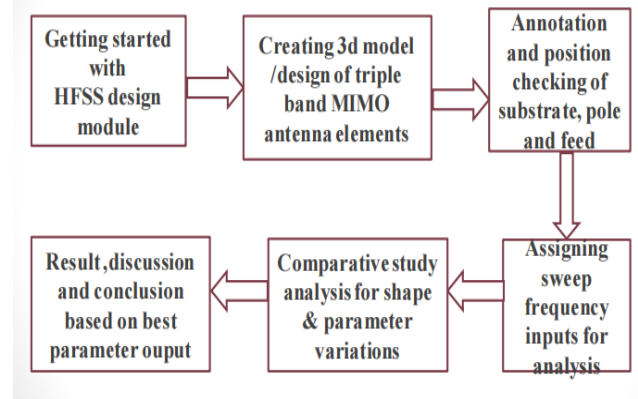 Getting started
with
HFSS design
module
Creating 3d model
/design of triple
band MIMO
antenna elements
Annotation
and position
checking of
substrate, pole
and feed
Assigning
sweep
frequency
inputs for
analysis
Comparative study
analysis for shape
& parameter
variations
Result,discussion
and conclusion
based on best
parameter ouput